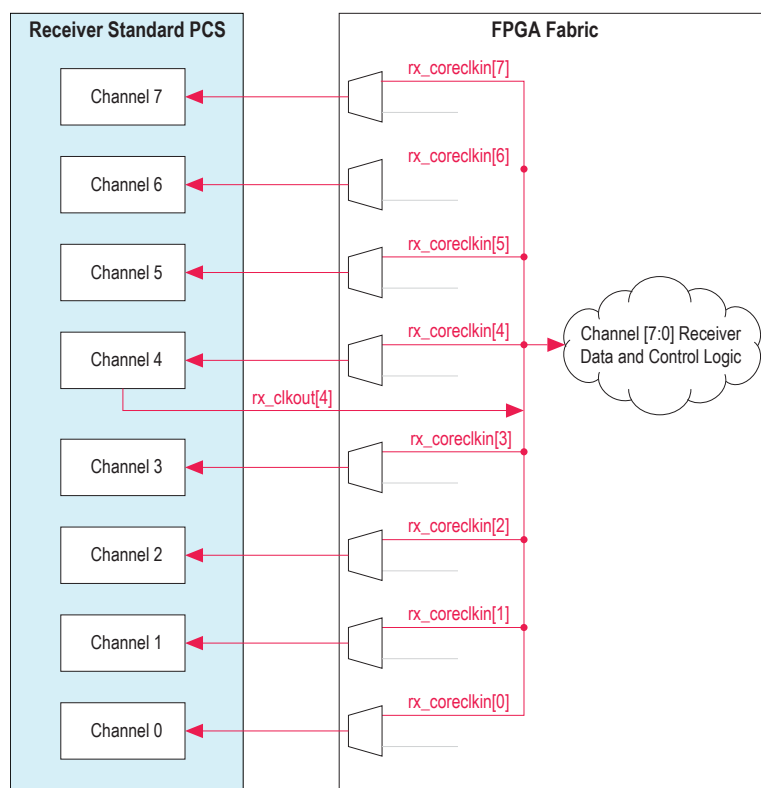 Receiver Standard PCS
FPGA Fabric
Channel 7
rx_coreclkin[7]
Channel 6
rx_coreclkin[6]
Channel 5
rx_coreclkin[5]
Channel 4
rx_coreclkin[4]
Channel [7:0] Receiver
Data and Control Logic
rx_clkout[4]
Channel 3
rx_coreclkin[3]
Channel 2
rx_coreclkin[2]
Channel 1
rx_coreclkin[1]
Channel 0
rx_coreclkin[0]